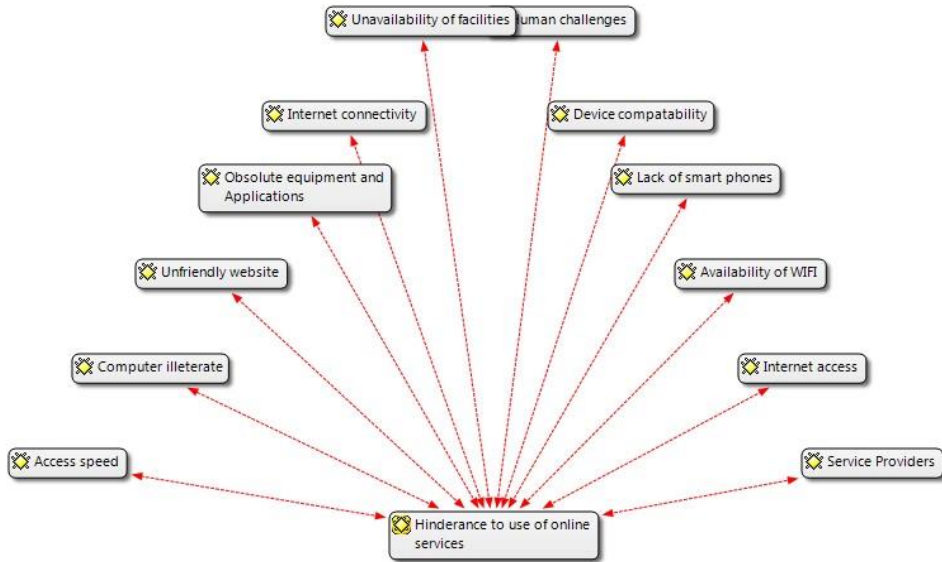 Unavailability of facilities
uman challenges
Internet connectivity
Device compatability
Obsolute equipment and
Applications
Lack of smart phones
Unfriendly website
Availability of WIFI
Computer illeterate
Internet access
Access speed
Service Providers
Hinderance to use of online
services